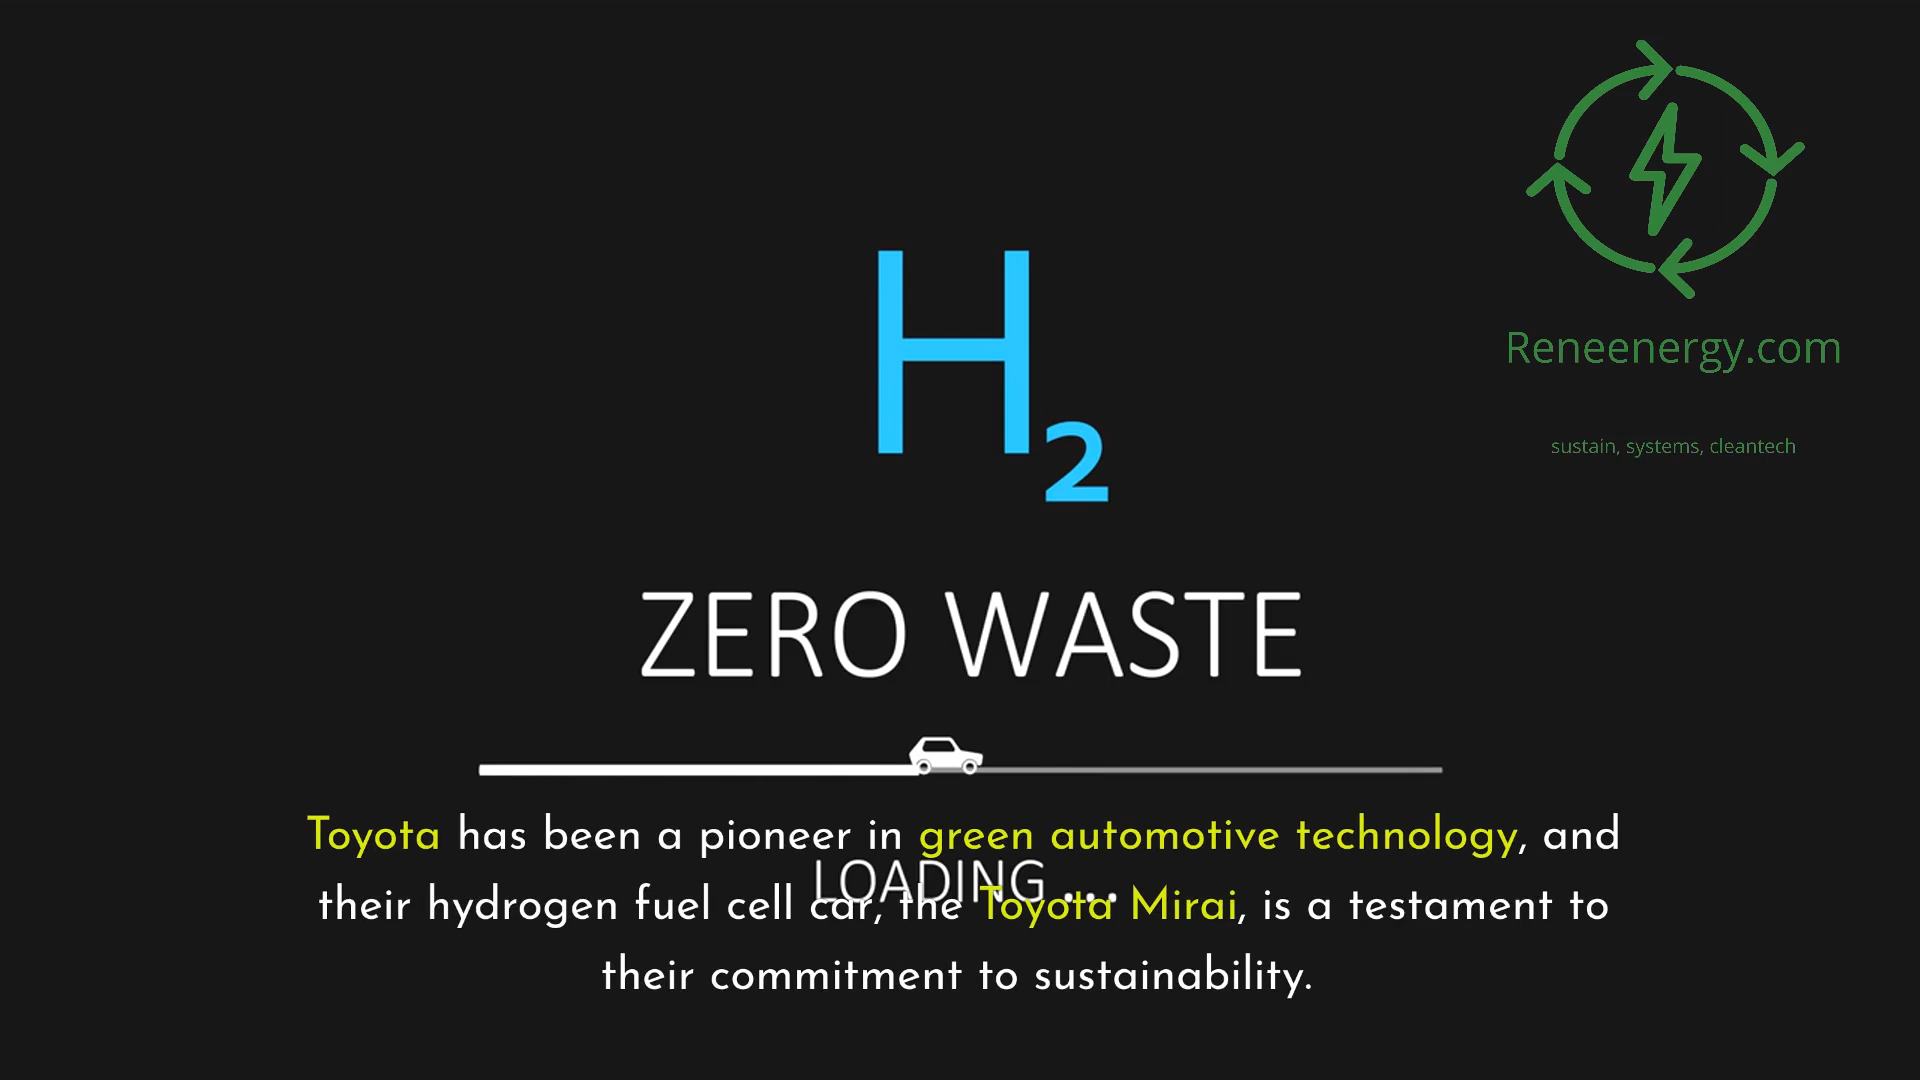 Reneenergy.com
sustain, systems, cleantech
H₂
ZERO WASTE
LOADING ...
Toyota has been a pioneer in green automotive technology, and
their hydrogen fuel cell car, the Toyota Mirai, is a testament to
their commitment to sustainability.